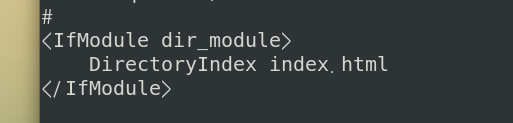 #
<IfModule dir_module>
    DirectoryIndex index.html
</IfModule>